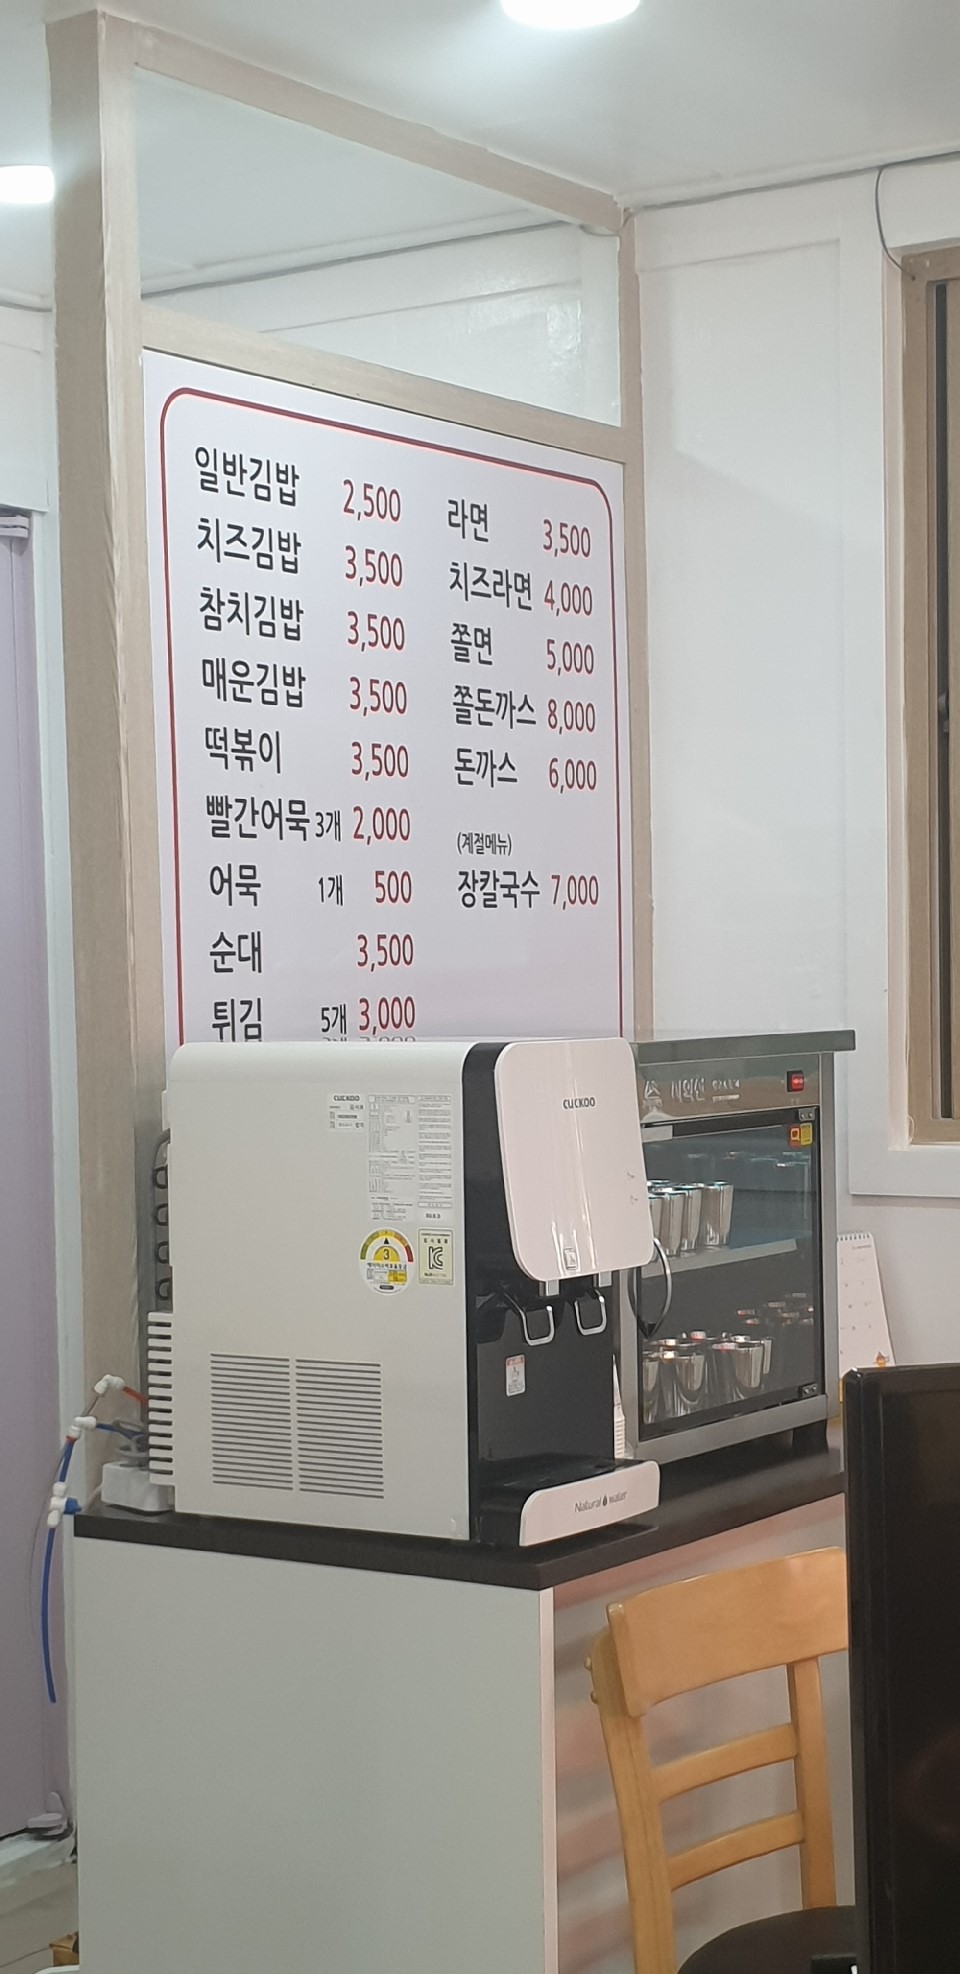 일반김밥 2,500
치즈김밥 3,500
참치김밥 3,500
매운김밥 3,500
떡볶이 3,500
빨간어묵 3개 2,000
어묵 1개 500
순대 3,500
튀김 5개 3,000
라면 3,500
치즈라면 4,000
쫄면 5,000
쫄돈까스 8,000
돈까스 6,000
(계절메뉴)
장칼국수 7,000
CUCKOO
CUCKOO
3
Natural water